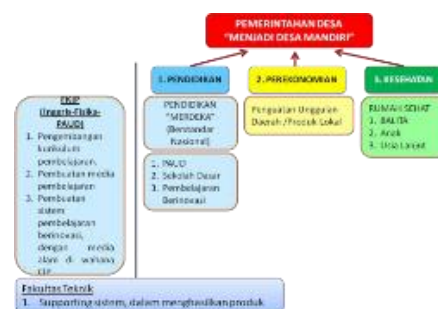 PEMERINTAHAN DESA
"MENJADI DESA MANDIRI"
1. PENDIDIKAN
2. PEREKONOMIAN
3. KESEHATAN
PENDIDIKAN
"MERDEKA"
(Berstandar
Nasional)
Penguatan Unggulan
Daerah /Produk Lokal
RUMAH SEHAT
1. BALITA
2. Anak
3. Usia Lanjut
1. PAUD
2. Sekolah Dasar
3. Pembelajaran
Berinovasi
FKIP
(Inggris-Fisika-
PAUD)
1. Pengembangan
kurikulum
pembelajaran.
2. Pembuatan media
pembelajaran
3. Pembuatan
sistem
pembelajaran
berinovasi,
dengan media
alam di wahana
Fakultas Teknik
1. Supporting sistem, dalam menghasilkan produk